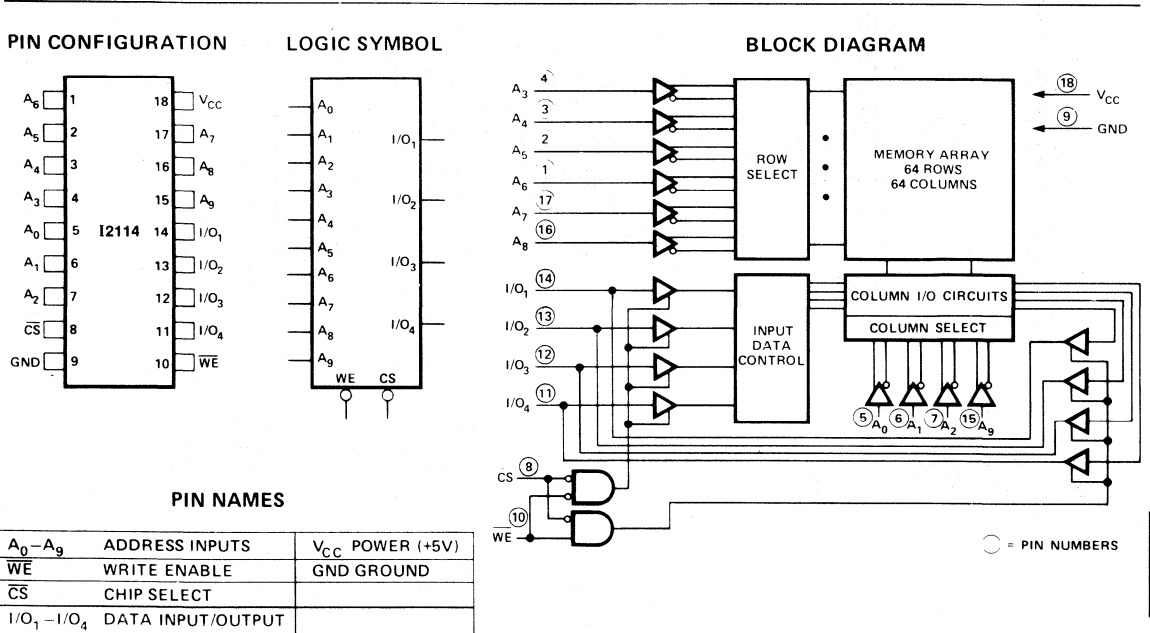 PIN CONFIGURATION
A6 1
A5 2
A4 3
A3 4
A0 5
A1 6
A2 7
C̅S̅ 8
GND 9
I2114
18 VCC
17 A7
16 A8
15 A9
14 I/O1
13 I/O2
12 I/O3
11 I/O4
10 W̅E̅
LOGIC SYMBOL
A0
A1
A2
A3
A4
A5
A6
A7
A8
A9
WE CS
I/O1
I/O2
I/O3
I/O4
BLOCK DIAGRAM
A3 4
A4 3
A5 2
A6 1
A7 17
A8 16
ROW
SELECT
MEMORY ARRAY
64 ROWS
64 COLUMNS
18 VCC
9 GND
I/O1 14
I/O2 13
I/O3 12
I/O4 11
INPUT
DATA
CONTROL
COLUMN I/O CIRCUITS
COLUMN SELECT
5 A0 6 A1 7 A2 15 A9
CS 8
W̅E̅ 10
= PIN NUMBERS
PIN NAMES
A0–A9 ADDRESS INPUTS VCC POWER (+5V)
W̅E̅ WRITE ENABLE GND GROUND
C̅S̅ CHIP SELECT
I/O1–I/O4 DATA INPUT/OUTPUT